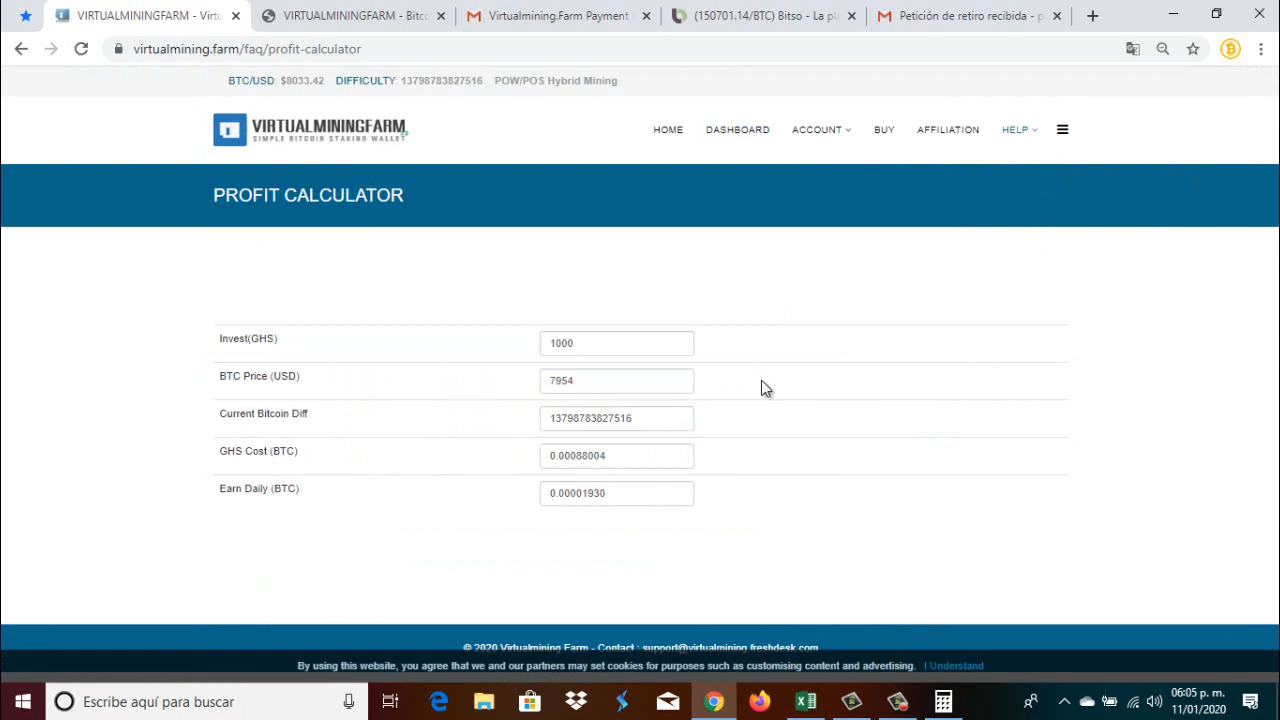 VIRTUALMININGFARM - Virtu
VIRTUALMININGFARM - Bitco
Virtualmining.Farm Payment
(150701.14/BTC) Bitso - La pl
Petición de retiro recibida - p
virtualmining.farm/faq/profit-calculator
BTC/USD: $8033.42 DIFFICULTY: 13798783827516 POW/POS Hybrid Mining
VIRTUALMININGFARM
SIMPLE BITCOIN STAKING WALLET
HOME DASHBOARD ACCOUNT BUY AFFILIATION HELP
PROFIT CALCULATOR
Invest(GHS) 1000
BTC Price (USD) 7954
Current Bitcoin Diff 13798783827516
GHS Cost (BTC) 0.00088004
Earn Daily (BTC) 0.00001930
© 2020 Virtualmining Farm - Contact : support@virtualmining.freshdesk.com
By using this website, you agree that we and our partners may set cookies for purposes such as customising content and advertising. I Understand
Escribe aquí para buscar
06:05 p. m.
11/01/2020